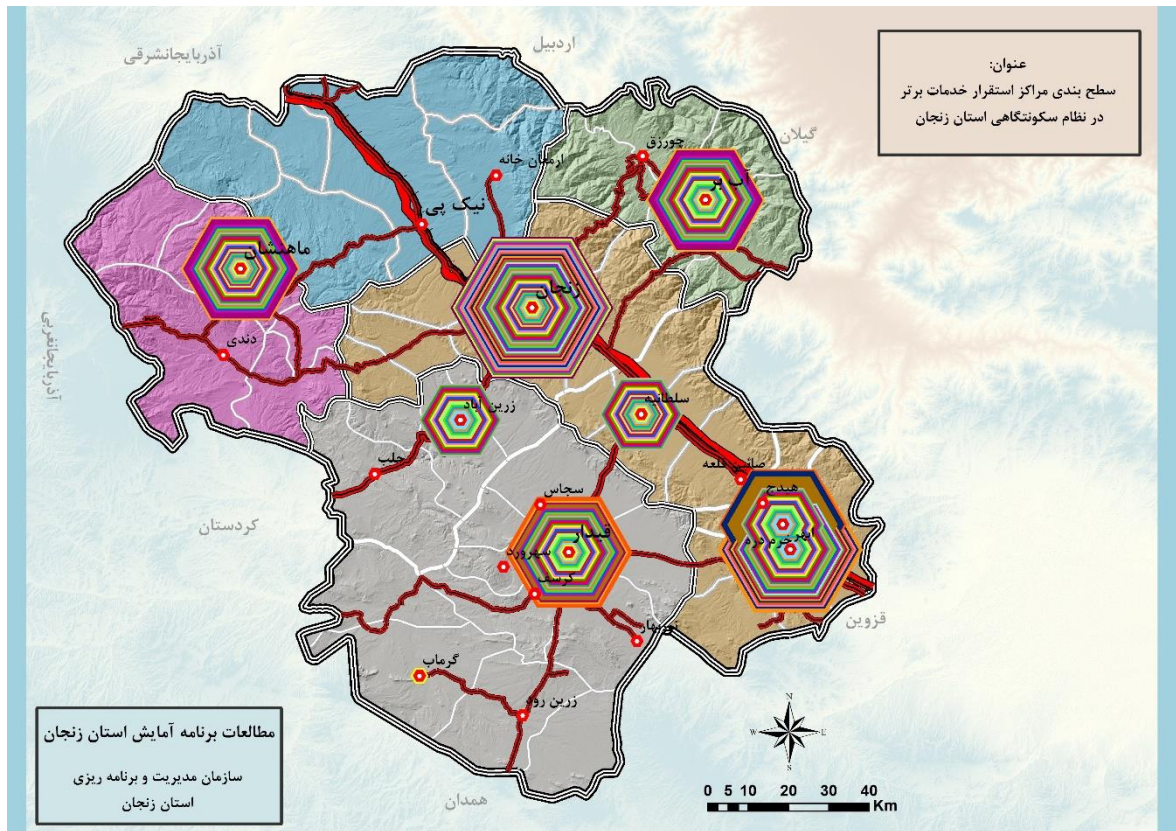 عنوان:
سطح بندی مراکز استقرار خدمات برتر
در نظام سکونتگاهی استان زنجان
اردبیل
آذربایجانشرقی
گیلان
چورزق
ارمغان خانه
آب بر
نیک پی
ماهنشان
زنجان
دندی
آذربایجانغربی
زرین آباد
سلطانیه
حلب
صائین قلعه
هیدج
سجاس
ابهر
خرم دره
قیدار
سهرورد
کرسف
کردستان
قزوین
نوربهار
گرماب
زرین رود
همدان
مطالعات برنامه آمایش استان زنجان
سازمان مدیریت و برنامه ریزی
استان زنجان
N
W E
S
0 5 10 20 30 40
Km